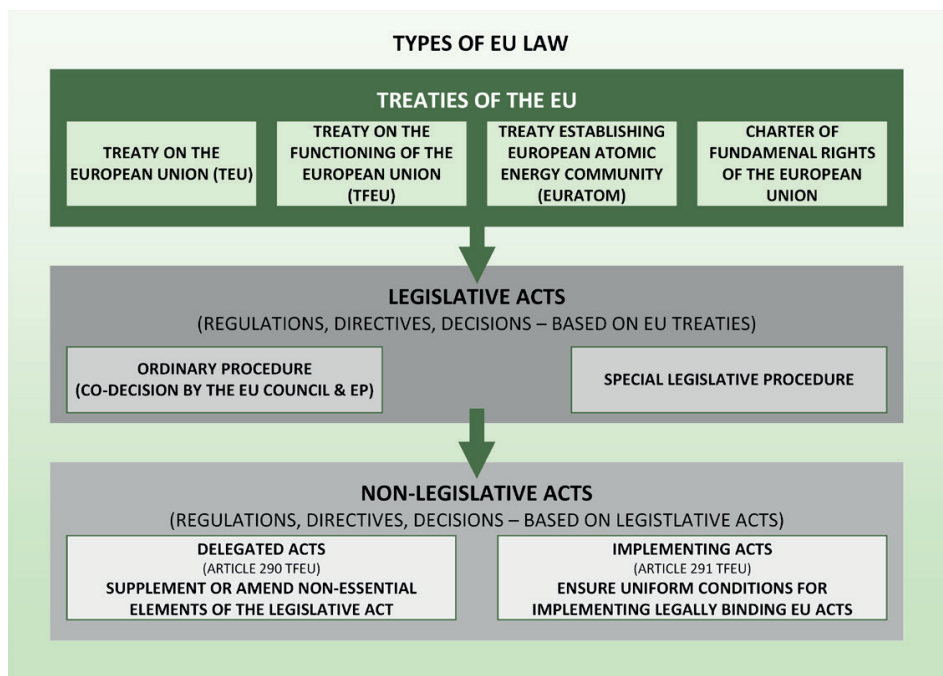 TYPES OF EU LAW
TREATIES OF THE EU
TREATY ON THE
EUROPEAN UNION (TEU)
TREATY ON THE
FUNCTIONING OF THE
EUROPEAN UNION
(TFEU)
TREATY ESTABLISHING
EUROPEAN ATOMIC
ENERGY COMMUNITY
(EURATOM)
CHARTER OF
FUNDAMENAL RIGHTS
OF THE EUROPEAN
UNION
LEGISLATIVE ACTS
(REGULATIONS, DIRECTIVES, DECISIONS – BASED ON EU TREATIES)
ORDINARY PROCEDURE
(CO-DECISION BY THE EU COUNCIL & EP)
SPECIAL LEGISLATIVE PROCEDURE
NON-LEGISLATIVE ACTS
(REGULATIONS, DIRECTIVES, DECISIONS – BASED ON LEGISTLATIVE ACTS)
DELEGATED ACTS
(ARTICLE 290 TFEU)
SUPPLEMENT OR AMEND NON-ESSENTIAL
ELEMENTS OF THE LEGISLATIVE ACT
IMPLEMENTING ACTS
(ARTICLE 291 TFEU)
ENSURE UNIFORM CONDITIONS FOR
IMPLEMENTING LEGALLY BINDING EU ACTS